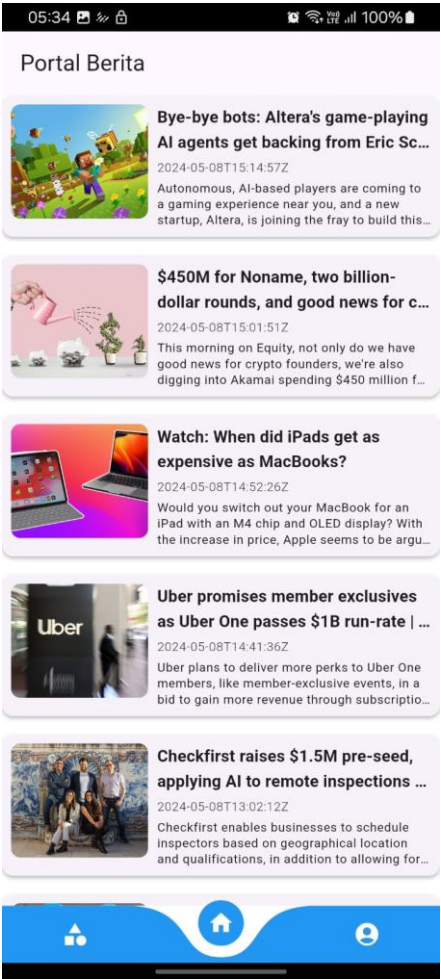 05:34
100%
Portal Berita
Bye-bye bots: Altera's game-playing
AI agents get backing from Eric Sc...
2024-05-08T15:14:57Z
Autonomous, AI-based players are coming to
a gaming experience near you, and a new
startup, Altera, is joining the fray to build this...
$450M for Noname, two billion-
dollar rounds, and good news for c...
2024-05-08T15:01:51Z
This morning on Equity, not only do we have
good news for crypto founders, we're also
digging into Akamai spending $450 million f...
Watch: When did iPads get as
expensive as MacBooks?
2024-05-08T14:52:26Z
Would you switch out your MacBook for an
iPad with an M4 chip and OLED display? With
the increase in price, Apple seems to be argu...
Uber
Uber promises member exclusives
as Uber One passes $1B run-rate | ...
2024-05-08T14:41:36Z
Uber plans to deliver more perks to Uber One
members, like member-exclusive events, in a
bid to gain more revenue through subscriptio...
Checkfirst raises $1.5M pre-seed,
applying AI to remote inspections ...
2024-05-08T13:02:12Z
Checkfirst enables businesses to schedule
inspectors based on geographical location
and qualifications, in addition to allowing for...